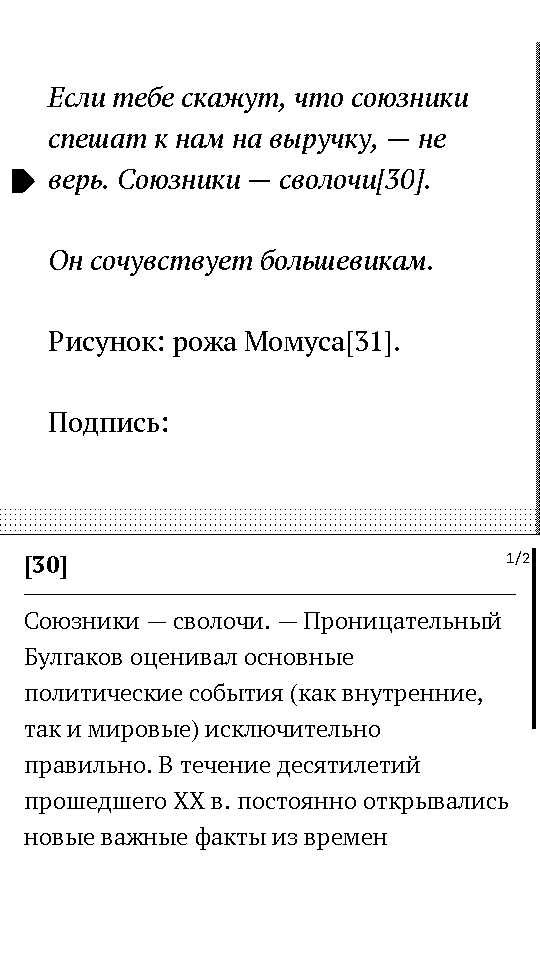 Если тебе скажут, что союзники
спешат к нам на выручку, — не
верь. Союзники — сволочи[30].
Он сочувствует большевикам.
Рисунок: рожа Момуса[31].
Подпись:
[30]
1/2
Союзники — сволочи. — Проницательный
Булгаков оценивал основные
политические события (как внутренние,
так и мировые) исключительно
правильно. В течение десятилетий
прошедшего XX в. постоянно открывались
новые важные факты из времен